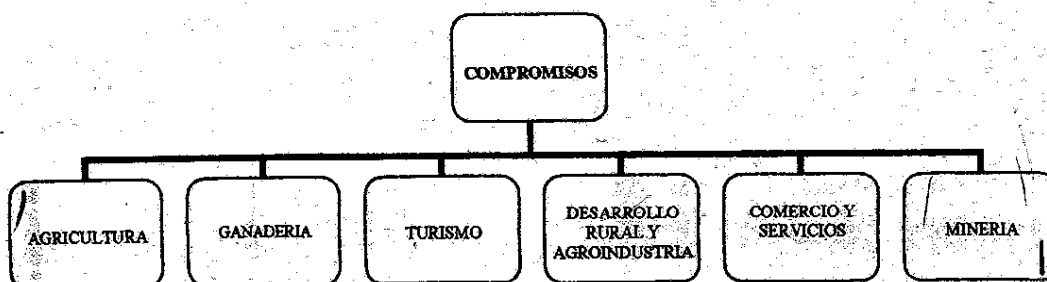 COMPROMISOS
AGRICULTURA
GANADERIA
TURISMO
DESARROLLO
RURAL Y
AGROINDUSTRIA
COMERCIO Y
SERVICIOS
MINERIA